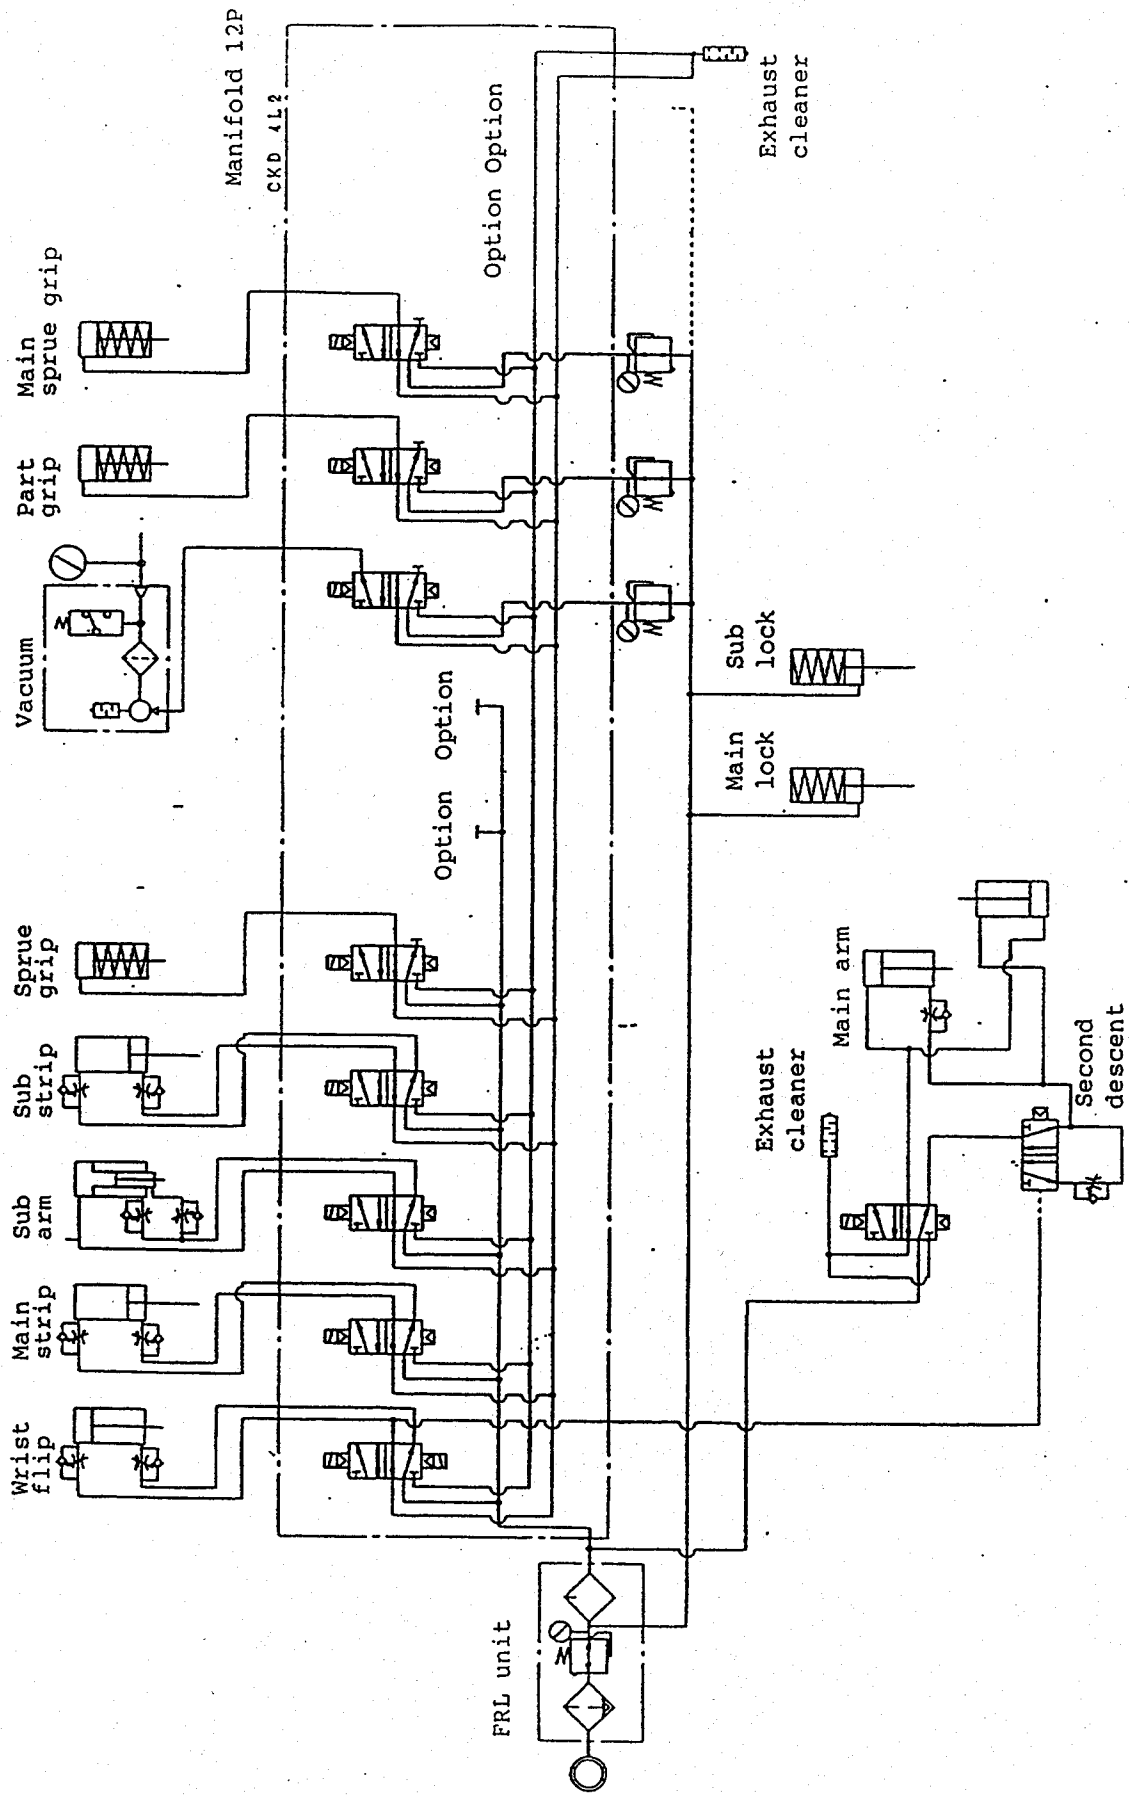 Wrist
flip
Main
strip
Sub
arm
Sub
strip
Sprue
grip
Vacuum
Part
grip
Main
sprue grip
Manifold 12P
CKD 4L2
Option Option
Option Option
Exhaust
cleaner
FRL unit
Main
lock
Sub
lock
Main arm
Exhaust
cleaner
Second
descent